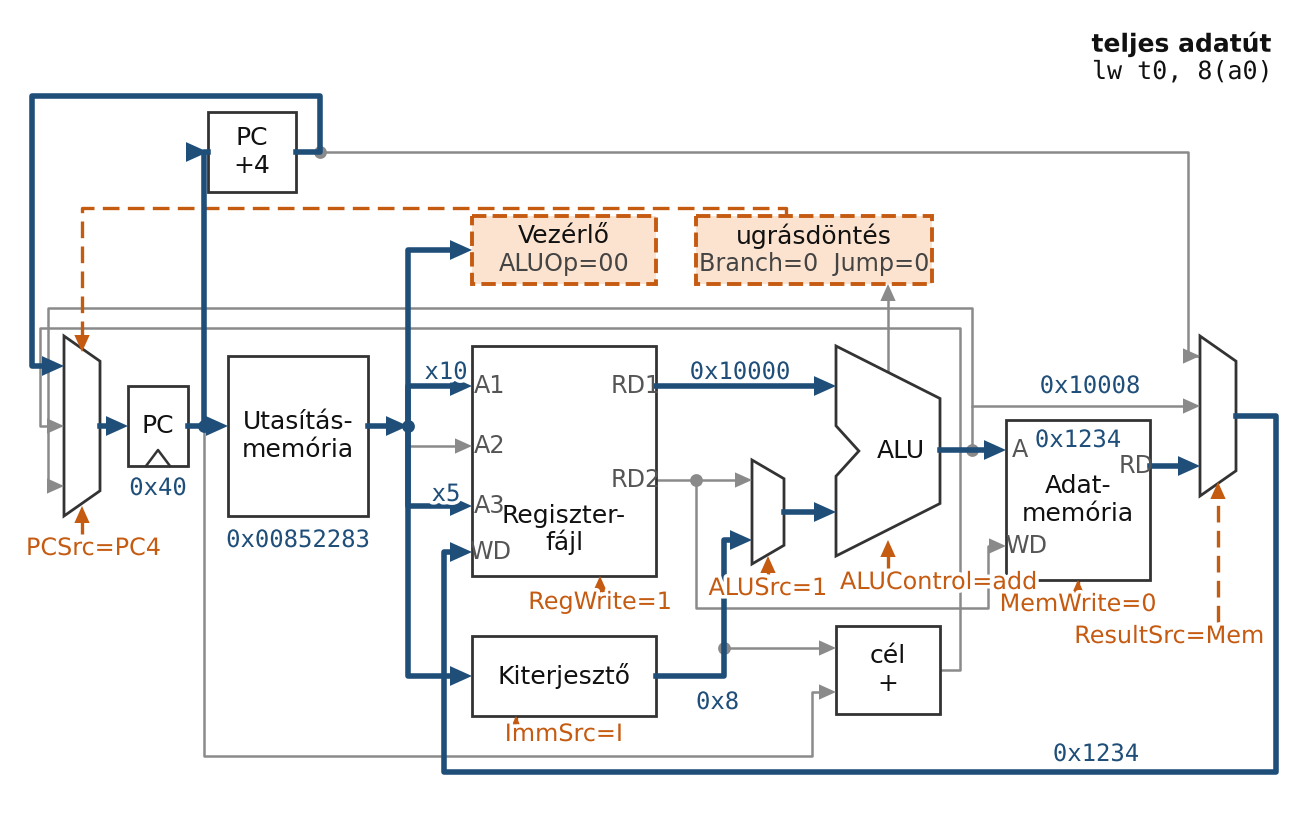 teljes adatút
lw t0, 8(a0)
PC
+4
Vezérlő
ALUOp=00
ugrásdöntés
Branch=0 Jump=0
x10
A1
RD1
0x10000
0x10008
PC
0x40
Utasítás-
memória
0x00852283
A2
RD2
x5
A3
Regiszter-
fájl
WD
ALU
A
0x1234
RD
Adat-
memória
WD
PCSrc=PC4
RegWrite=1
ALUSrc=1
ALUControl=add
MemWrite=0
ResultSrc=Mem
Kiterjesztő
ImmSrc=I
0x8
cél
+
0x1234